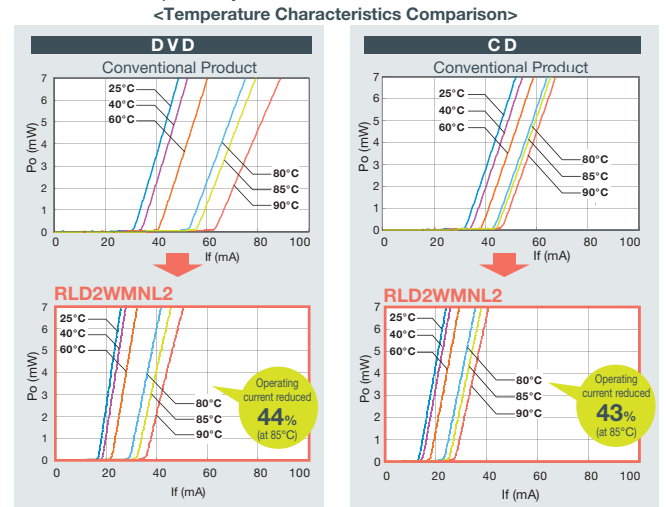 <Temperature Characteristics Comparison>
DVD
Conventional Product
7
6
5
4
3
2
1
0
Po (mW)
25°C
40°C
60°C
80°C
85°C
90°C
0 20 40 60 80 100
If (mA)
CD
Conventional Product
7
6
5
4
3
2
1
0
Po (mW)
25°C
40°C
60°C
80°C
85°C
90°C
0 20 40 60 80 100
If (mA)
RLD2WMNL2
7
6
5
4
3
2
1
0
Po (mW)
25°C
40°C
60°C
80°C
85°C
90°C
Operating
current reduced
44%
(at 85°C)
0 20 40 60 80 100
If (mA)
RLD2WMNL2
7
6
5
4
3
2
1
0
Po (mW)
25°C
40°C
60°C
80°C
85°C
90°C
Operating
current reduced
43%
(at 85°C)
0 20 40 60 80 100
If (mA)